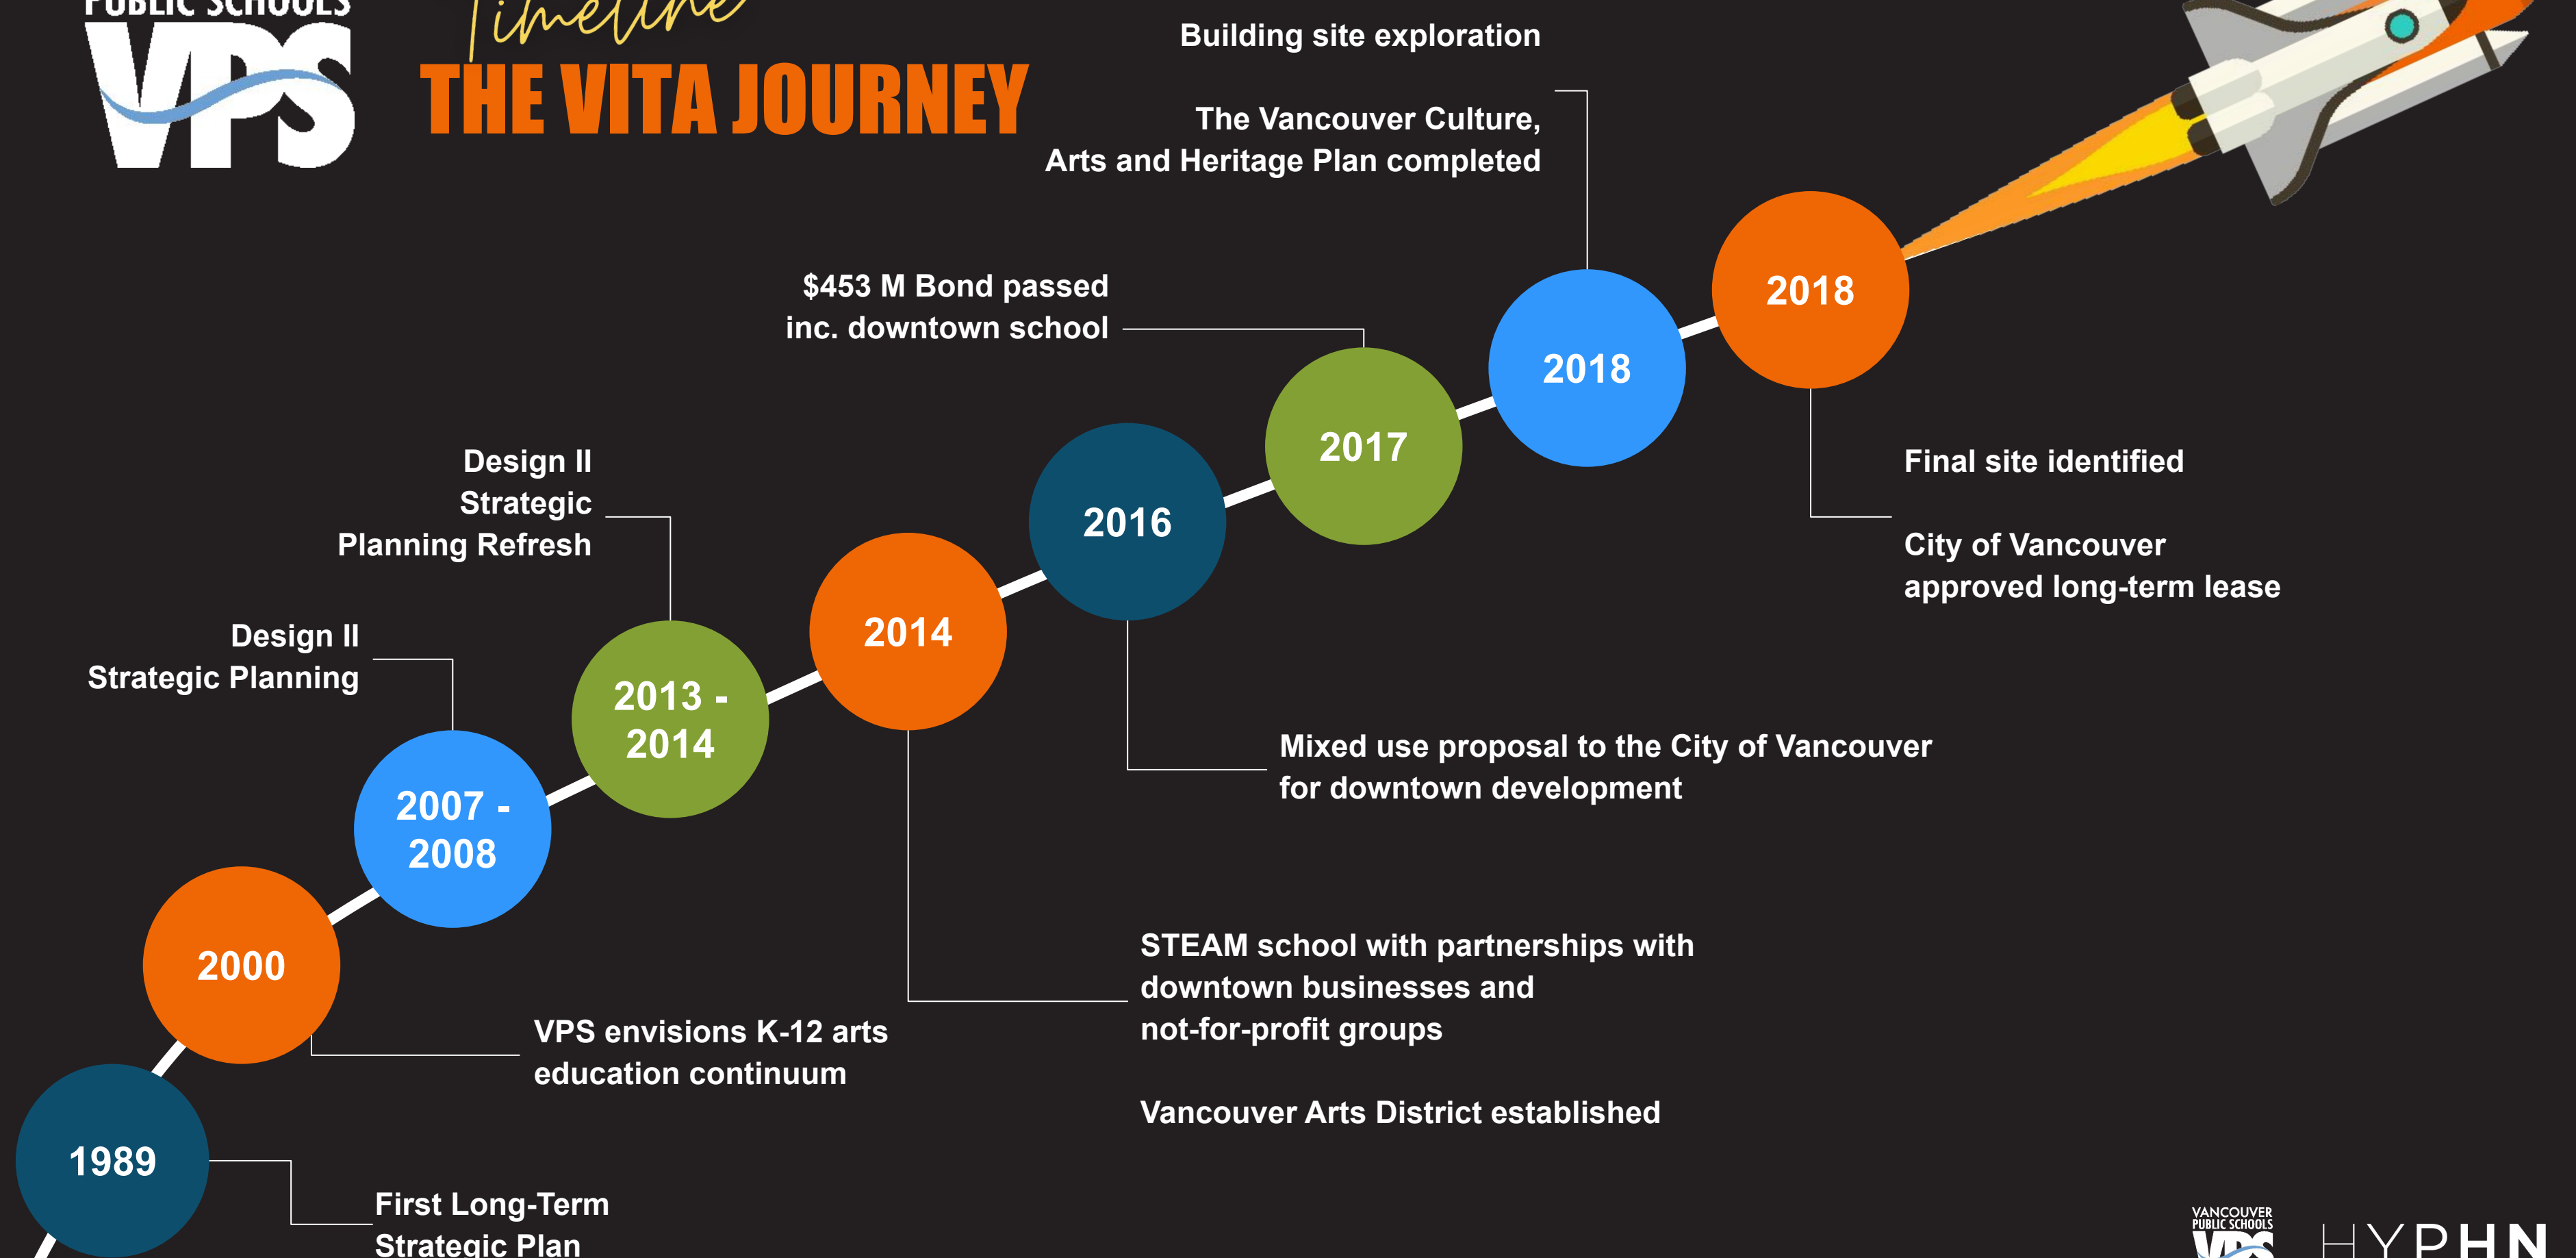 PUBLIC SCHOOLS
VPS
Timeline
THE VITA JOURNEY
Building site exploration
The Vancouver Culture,
Arts and Heritage Plan completed
2018
$453 M Bond passed
inc. downtown school
2018
2017
Final site identified
City of Vancouver
approved long-term lease
Design II
Strategic
Planning Refresh
2016
2014
Design II
Strategic Planning
2013 -
2014
Mixed use proposal to the City of Vancouver
for downtown development
2007 -
2008
2000
STEAM school with partnerships with
downtown businesses and
not-for-profit groups
Vancouver Arts District established
VPS envisions K-12 arts
education continuum
1989
First Long-Term
Strategic Plan
VANCOUVER
PUBLIC SCHOOLS
VPS
HYPHN